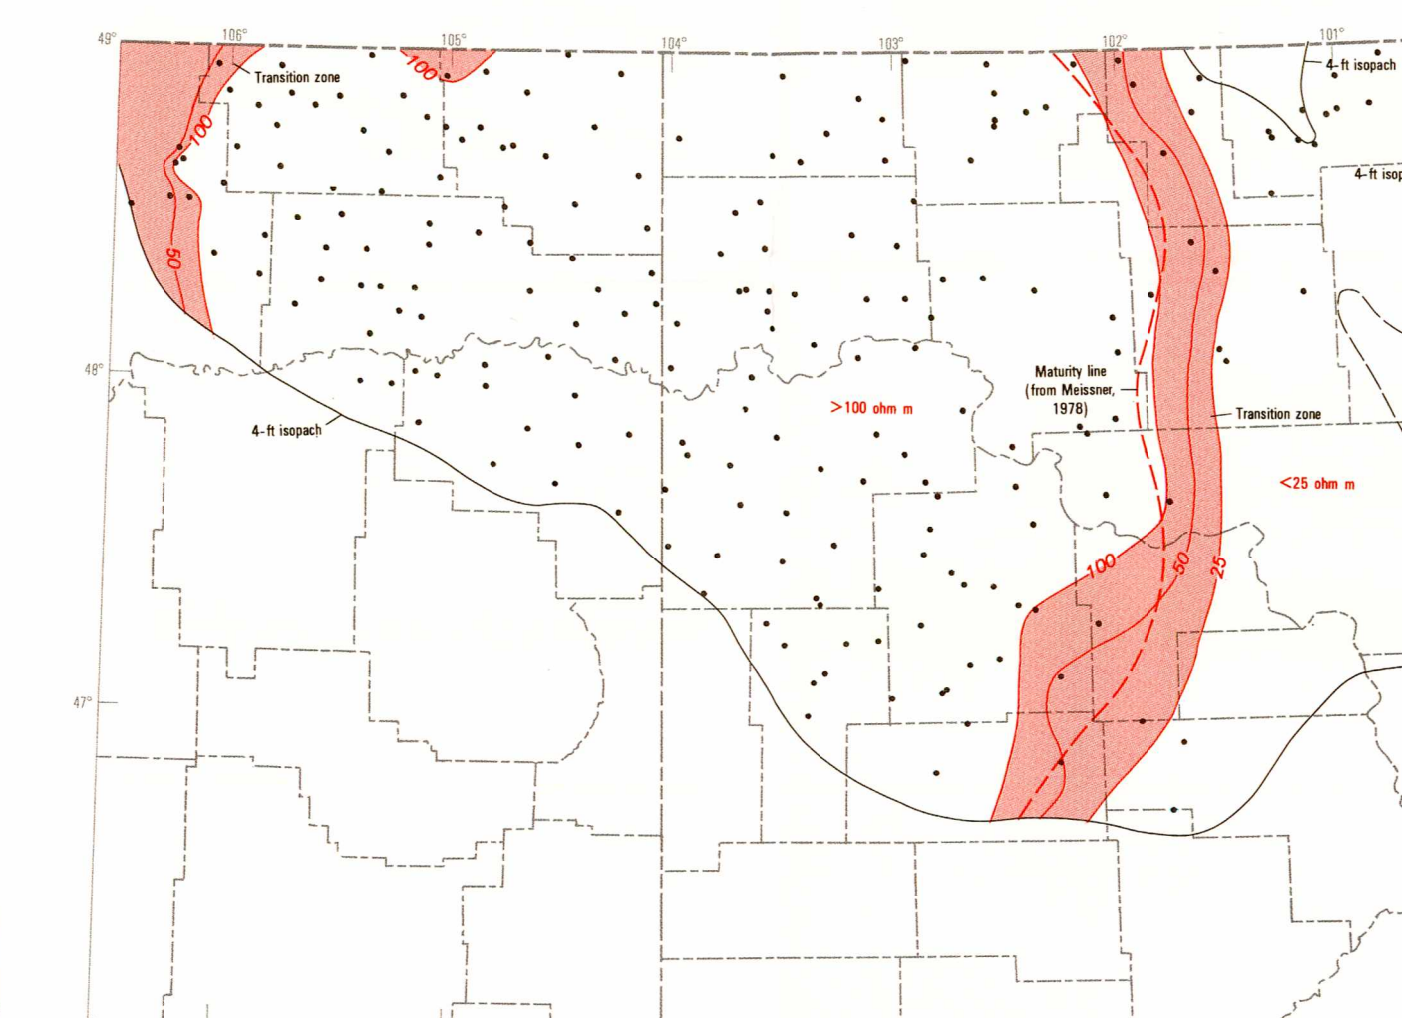 49°
106°
105°
104°
103°
102°
101°
Transition zone
100
100
4-ft isopach
4-ft isop
50
48°
4-ft isopach
>100 ohm m
Maturity line
(from Meissner,
1978)
Transition zone
<25 ohm m
100
50
25
47°